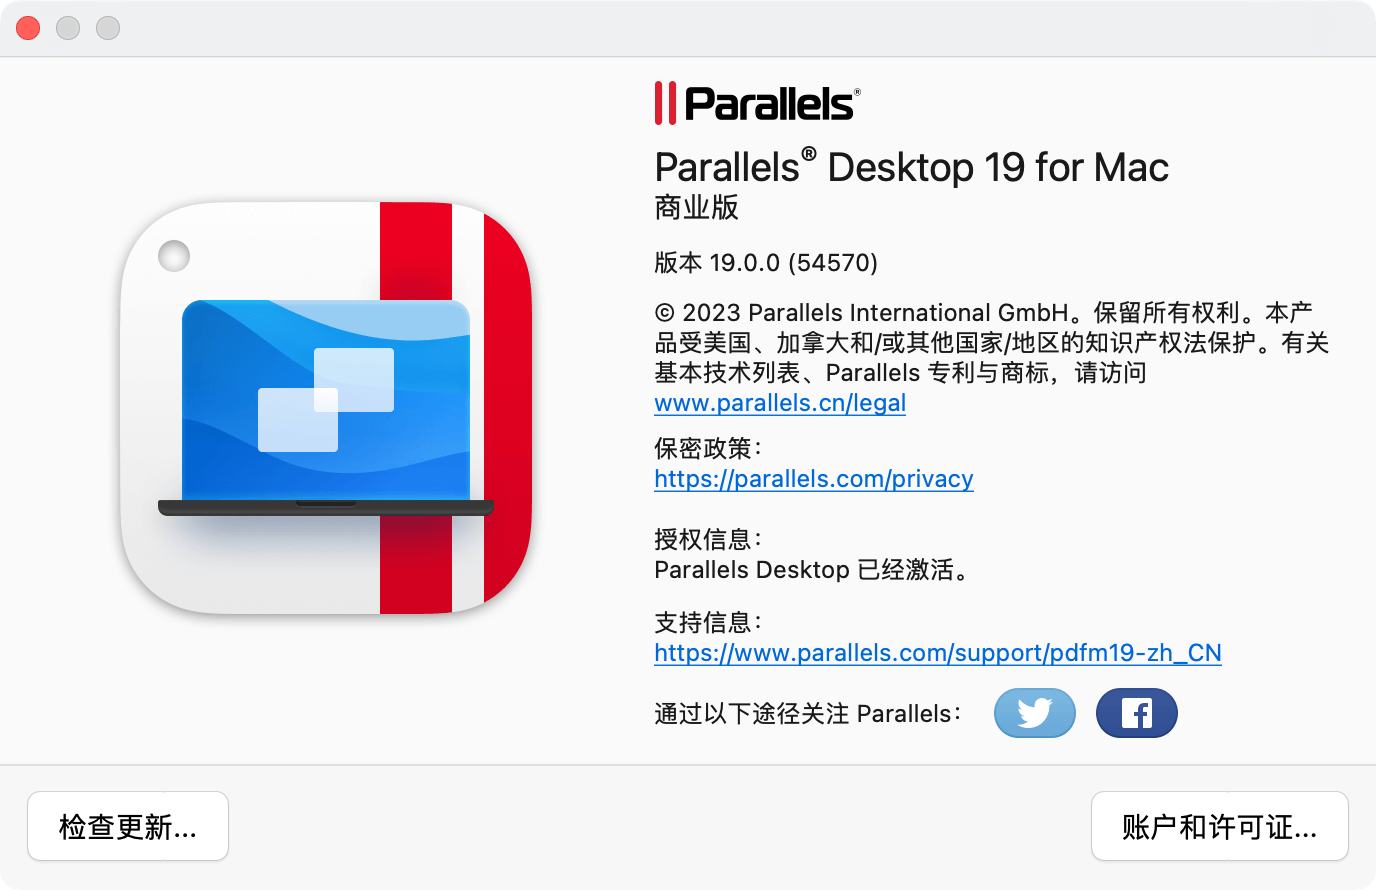 Parallels®
Parallels® Desktop 19 for Mac
商业版
版本 19.0.0 (54570)
© 2023 Parallels International GmbH。保留所有权利。本产
品受美国、加拿大和/或其他国家/地区的知识产权法保护。有关
基本技术列表、Parallels 专利与商标，请访问
www.parallels.cn/legal
保密政策：
https://parallels.com/privacy
授权信息：
Parallels Desktop 已经激活。
支持信息：
https://www.parallels.com/support/pdfm19-zh_CN
通过以下途径关注 Parallels：
检查更新...
账户和许可证...